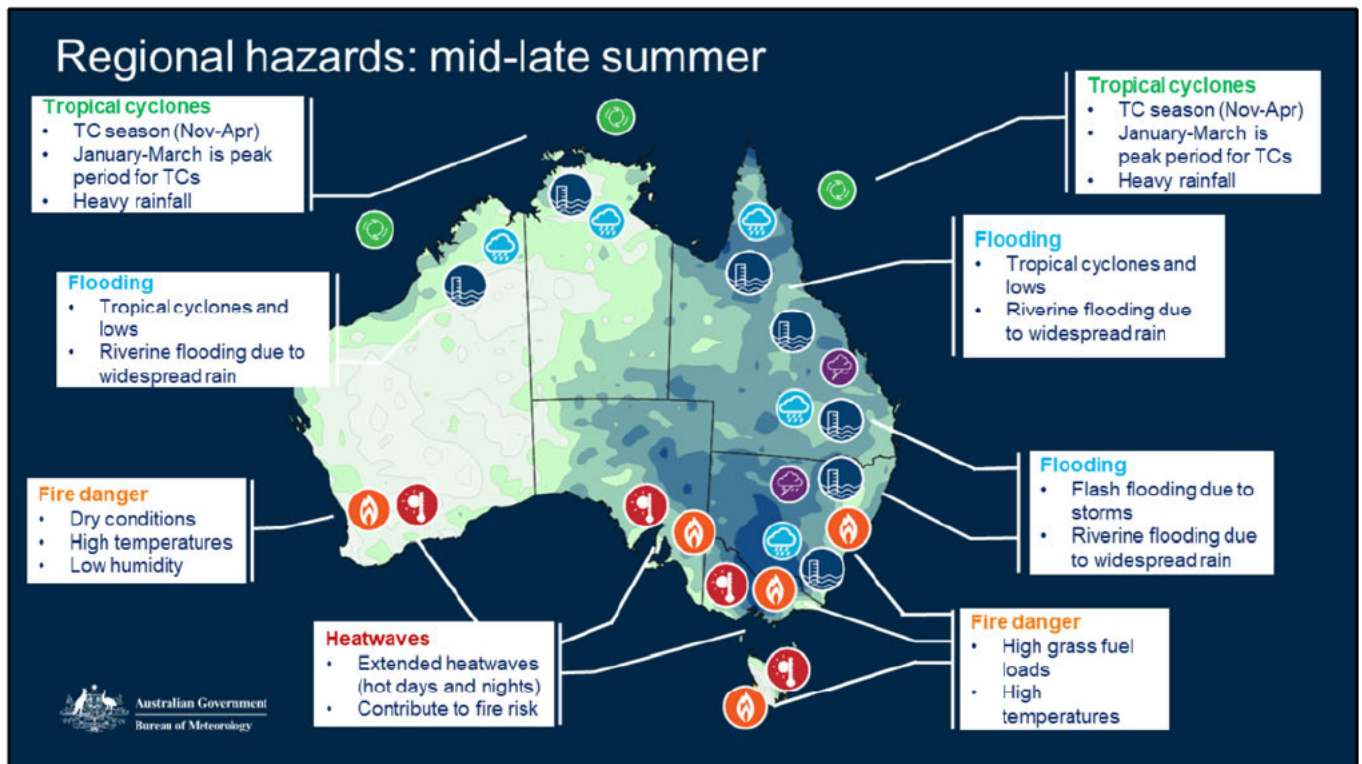 Regional hazards: mid-late summer
Tropical cyclones
• TC season (Nov-Apr)
• January-March is peak
period for TCs
• Heavy rainfall
Flooding
• Tropical cyclones and
lows
• Riverine flooding due to
widespread rain
Fire danger
• Dry conditions
• High temperatures
• Low humidity
Heatwaves
• Extended heatwaves
(hot days and nights)
• Contribute to fire risk
Tropical cyclones
• TC season (Nov-Apr)
• January-March is
peak period for TCs
• Heavy rainfall
Flooding
• Tropical cyclones and
lows
• Riverine flooding due
to widespread rain
Flooding
• Flash flooding due to
storms
• Riverine flooding due
to widespread rain
Fire danger
• High grass fuel
loads
• High
temperatures
Australian Government
Bureau of Meteorology